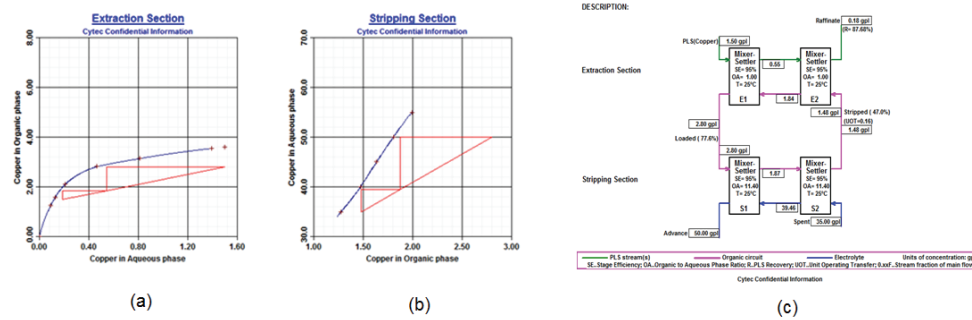 Extraction Section
Cytec Confidential Information
Copper in Organic phase
8.00
6.00
4.00
2.00
0.00
0.00
0.40
0.80
1.20
1.60
Copper in Aqueous phase
(a)
Stripping Section
Cytec Confidential Information
Copper in Aqueous phase
70.0
60.0
50.0
40.0
30.0
1.00
1.50
2.00
2.50
3.00
Copper in Organic phase
(b)
DESCRIPTION:
Raffinate
0.18 gpl
(R= 87.68%)
PLS(Copper)
1.50 gpl
Extraction Section
Mixer-
Settler
SE= 95%
OA= 1.00
T= 25ºC
E1
0.55
1.84
Mixer-
Settler
SE= 95%
OA= 1.00
T= 25ºC
E2
2.80 gpl
Loaded ( 77.6%)
2.80 gpl
1.48 gpl
Stripped ( 47.0%)
(UOT=0.16)
1.48 gpl
Stripping Section
Mixer-
Settler
SE= 95%
OA= 11.40
T= 25ºC
S1
1.87
39.46
Mixer-
Settler
SE= 95%
OA= 11.40
T= 25ºC
S2
Advance
50.00 gpl
Spent
35.00 gpl
PLS stream(s)
Organic circuit
Electrolyte
Units of concentration: gp
SE..Stage Efficiency; OA..Organic to Aqueous Phase Ratio; R..PLS Recovery; UOT..Unit Operating Transfer; 0.xxF..Stream fraction of main flow
Cytec Confidential Information
(c)